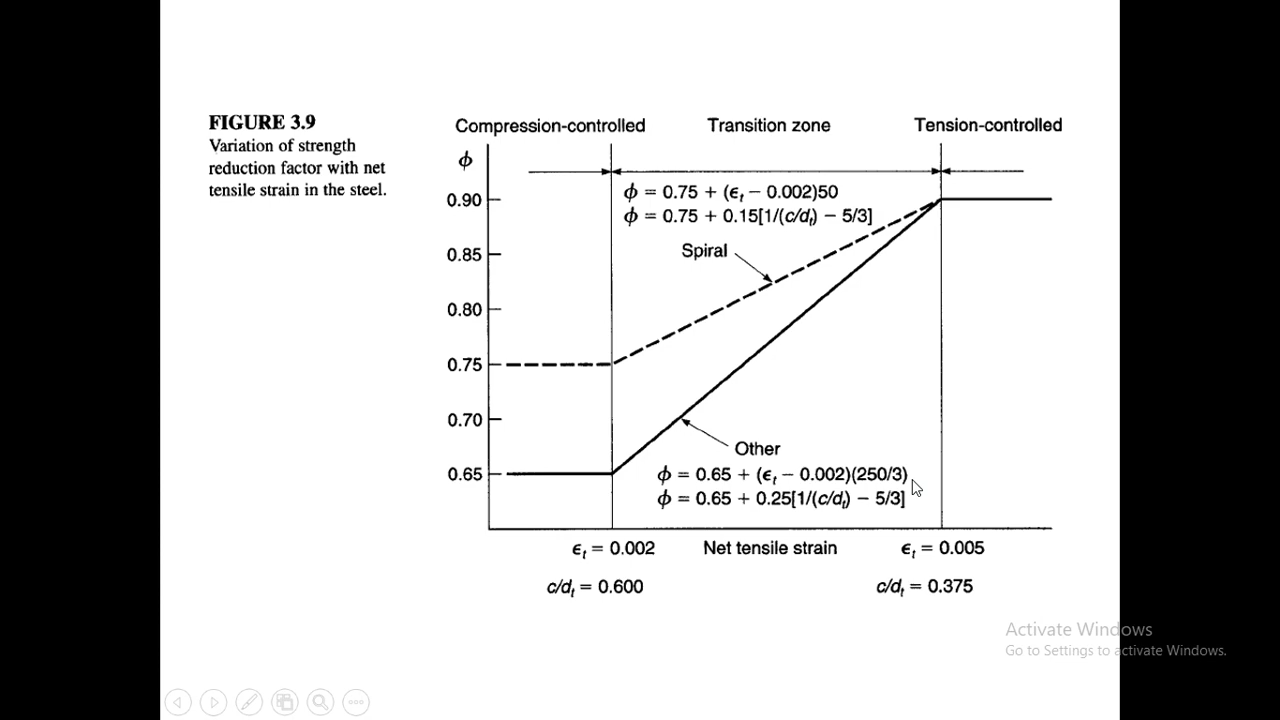 FIGURE 3.9
Variation of strength
reduction factor with net
tensile strain in the steel.
Compression-controlled Transition zone Tension-controlled
ϕ
ϕ = 0.75 + (ϵt − 0.002)50
ϕ = 0.75 + 0.15[1/(c/dt) − 5/3]
0.90
Spiral
0.85
0.80
0.75
0.70
Other
0.65
ϕ = 0.65 + (ϵt − 0.002)(250/3)
ϕ = 0.65 + 0.25[1/(c/dt) − 5/3]
ϵt = 0.002 Net tensile strain ϵt = 0.005
c/dt = 0.600 c/dt = 0.375
Activate Windows
Go to Settings to activate Windows.